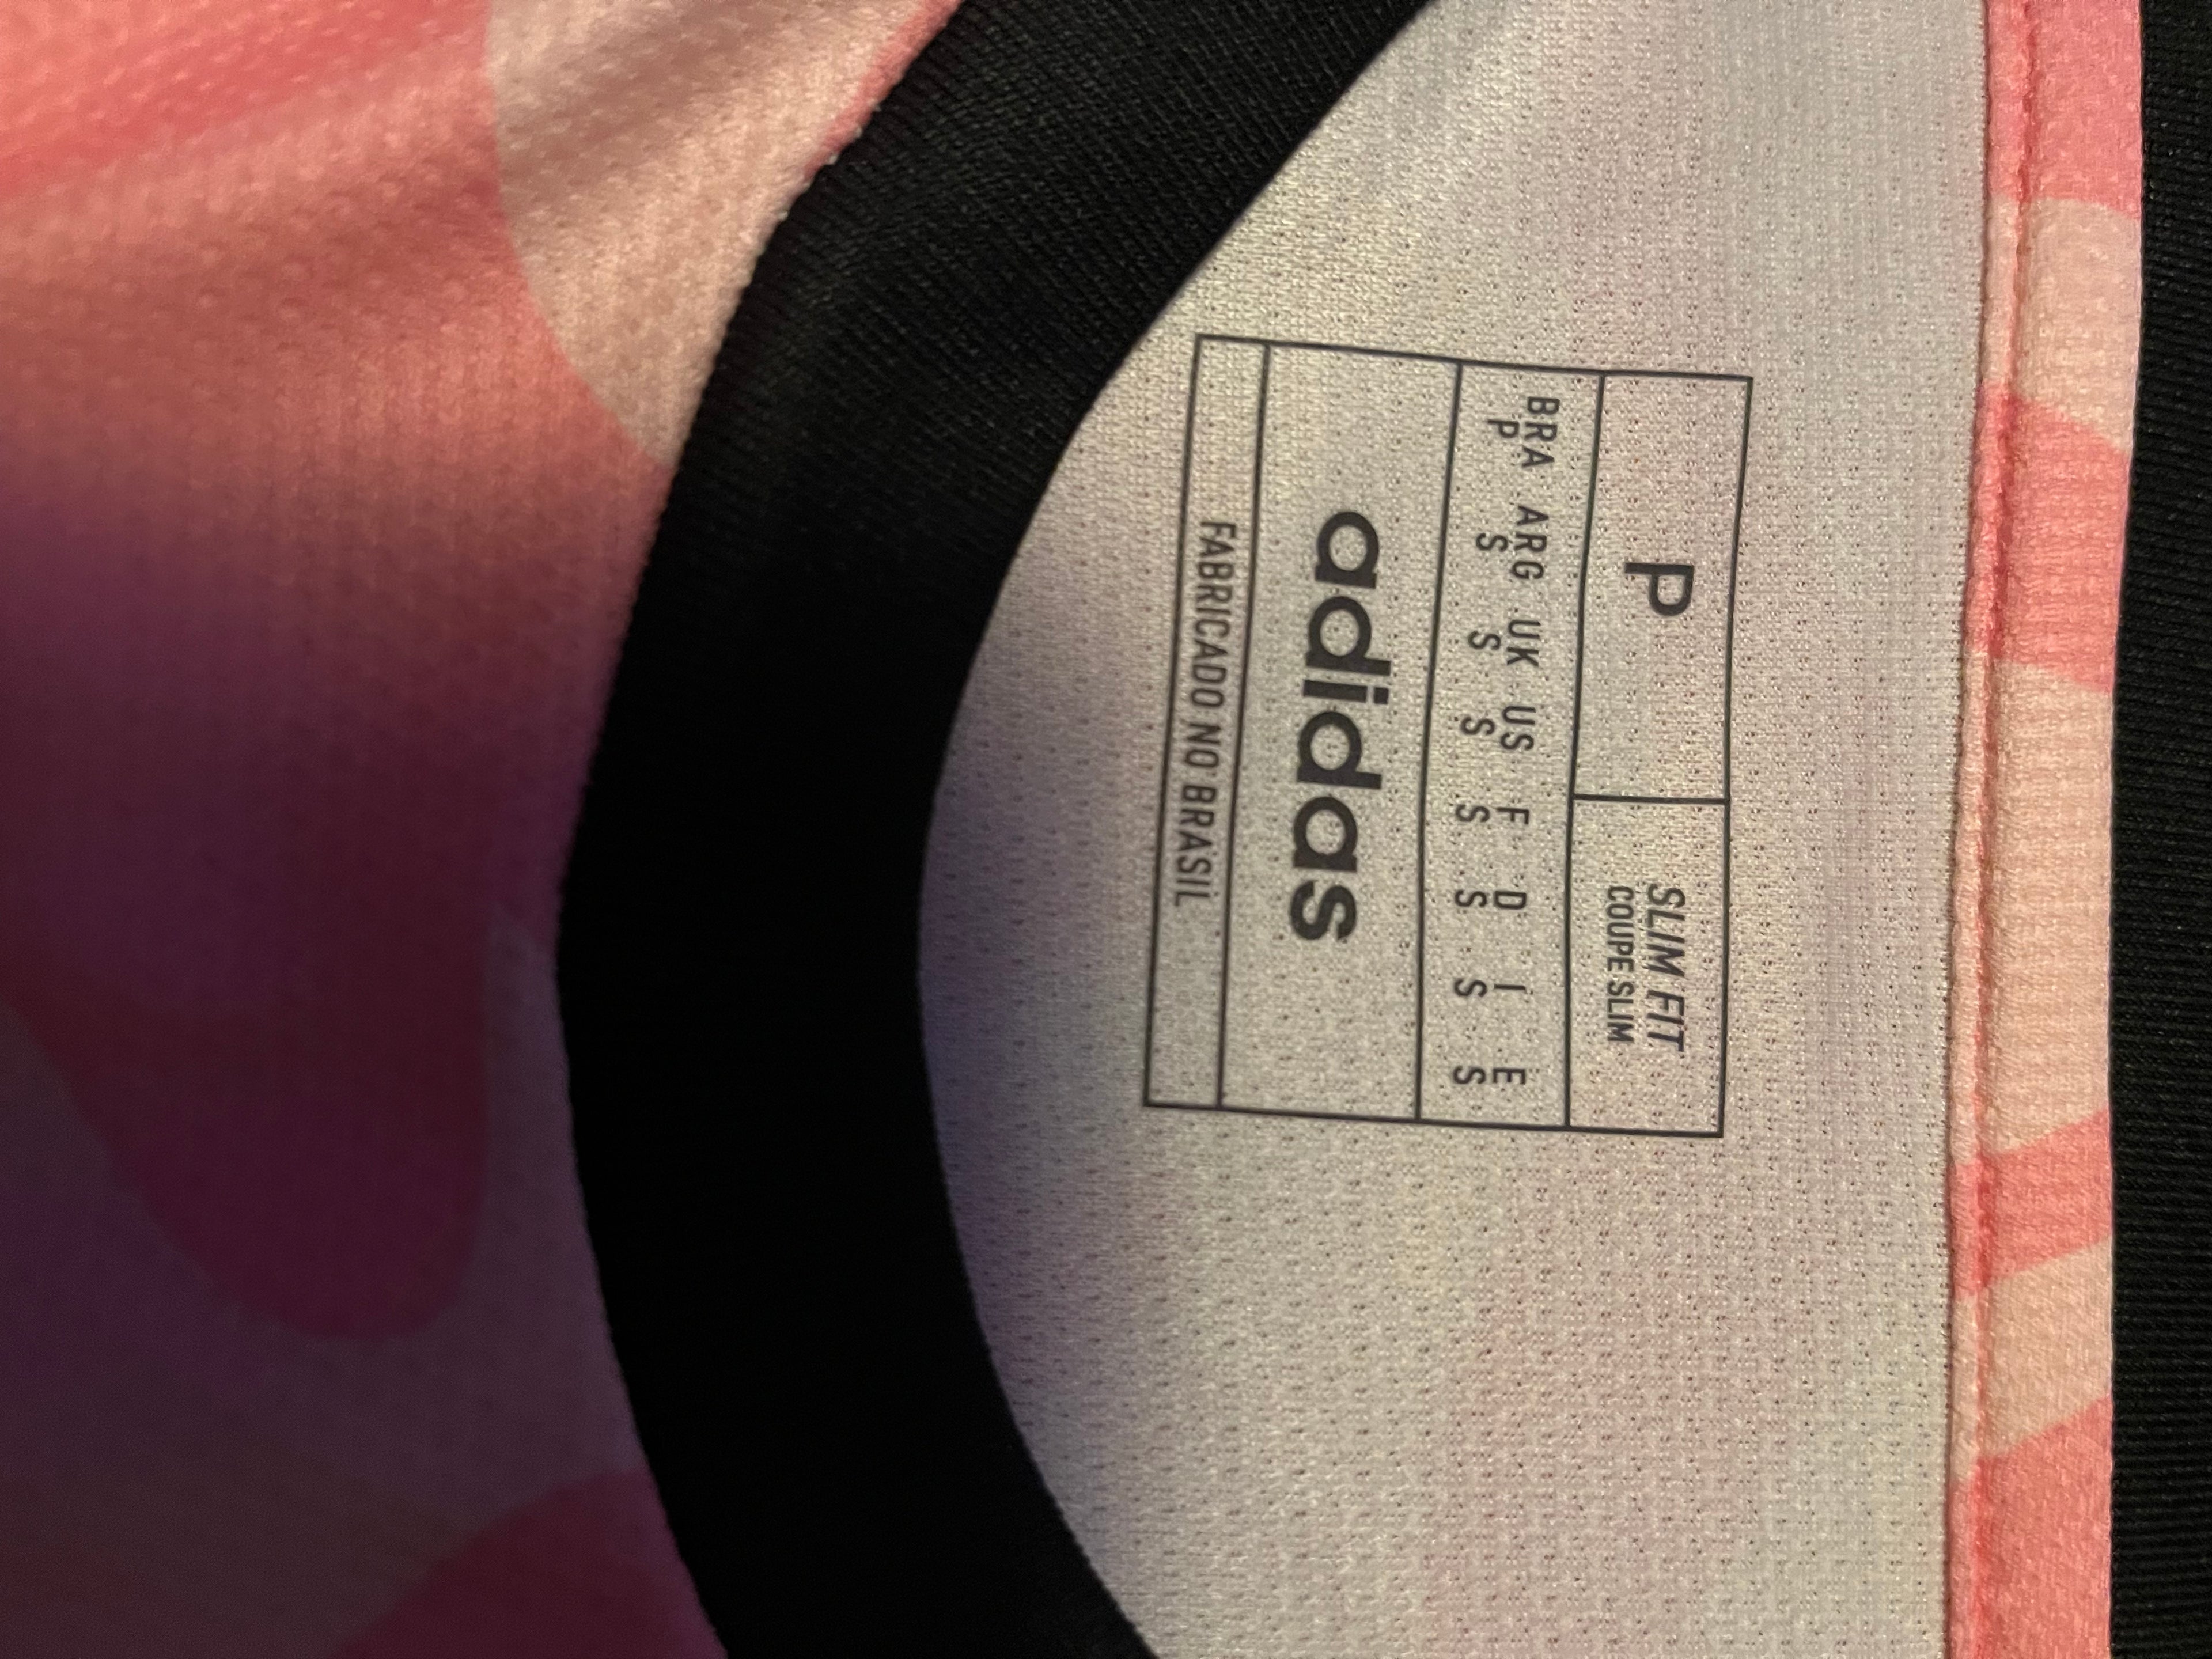 P
SLIM FIT
COUPE SLIM
BRA ARG UK US F D I E
P S S S S S S S
adidas
FABRICADO NO BRASIL